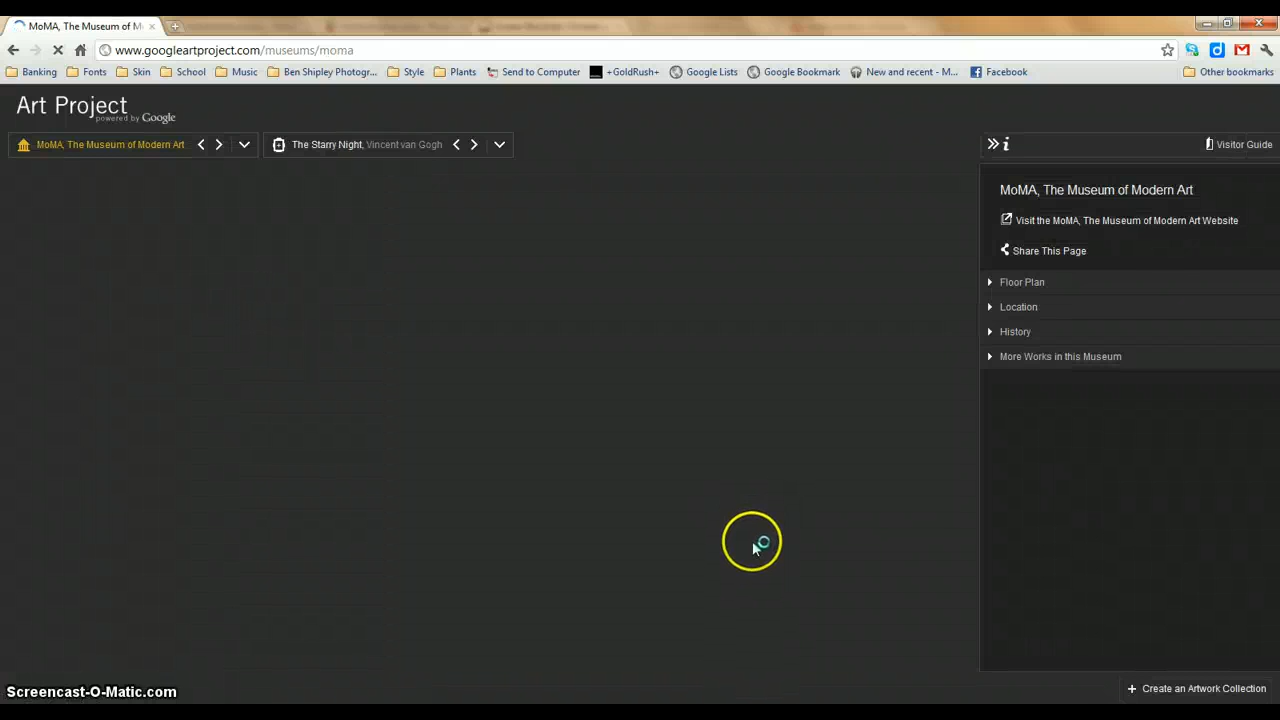 MoMA, The Museum of M
www.googleartproject.com/museums/moma
Banking Fonts Skin School Music Ben Shipley Photogr... Style Plants Send to Computer +GoldRush+ Google Lists Google Bookmark New and recent - M... Facebook Other bookmarks
Art Project
powered by Google
MoMA, The Museum of Modern Art The Starry Night, Vincent van Gogh Visitor Guide
MoMA, The Museum of Modern Art
Visit the MoMA, The Museum of Modern Art Website
Share This Page
Floor Plan
Location
History
More Works in this Museum
+ Create an Artwork Collection
Screencast-O-Matic.com